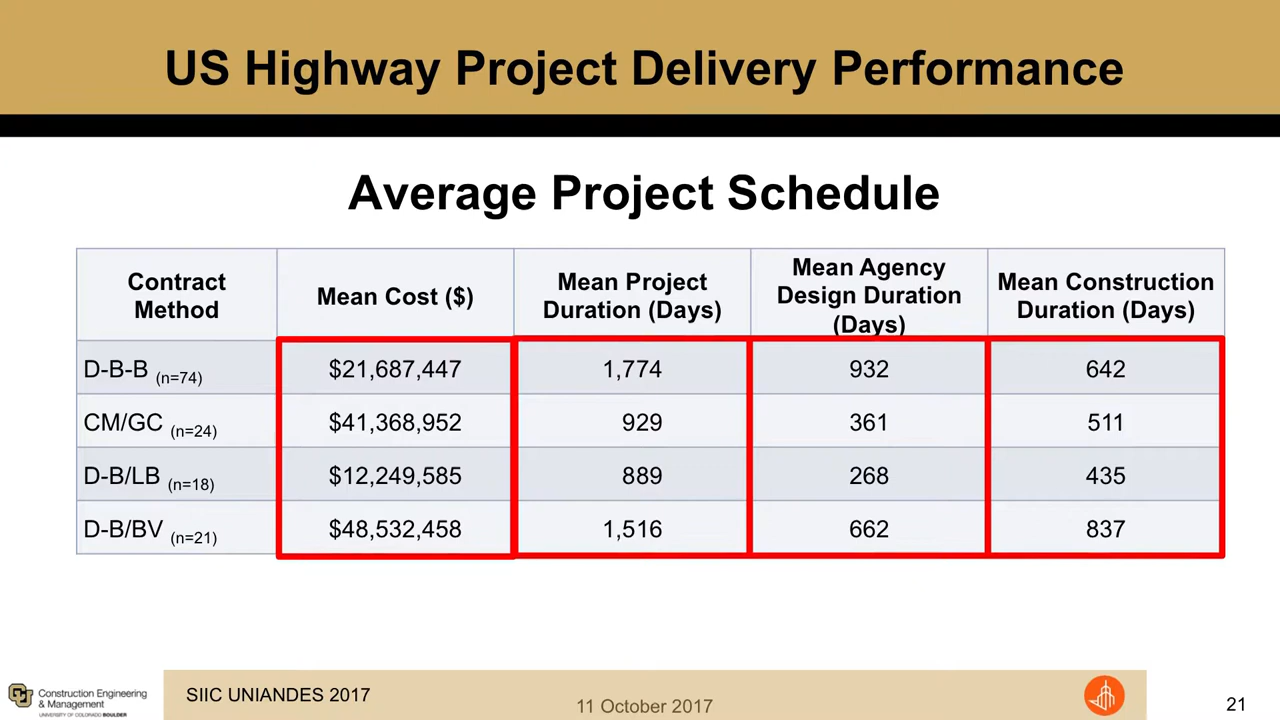 US Highway Project Delivery Performance
Average Project Schedule
Contract
Method
Mean Cost ($)
Mean Project
Duration (Days)
Mean Agency
Design Duration
(Days)
Mean Construction
Duration (Days)
D-B-B (n=74) $21,687,447 1,774 932 642
CM/GC (n=24) $41,368,952 929 361 511
D-B/LB (n=18) $12,249,585 889 268 435
D-B/BV (n=21) $48,532,458 1,516 662 837
CU
Construction Engineering
& Management
UNIVERSITY OF COLORADO BOULDER
SIIC UNIANDES 2017
11 October 2017
21